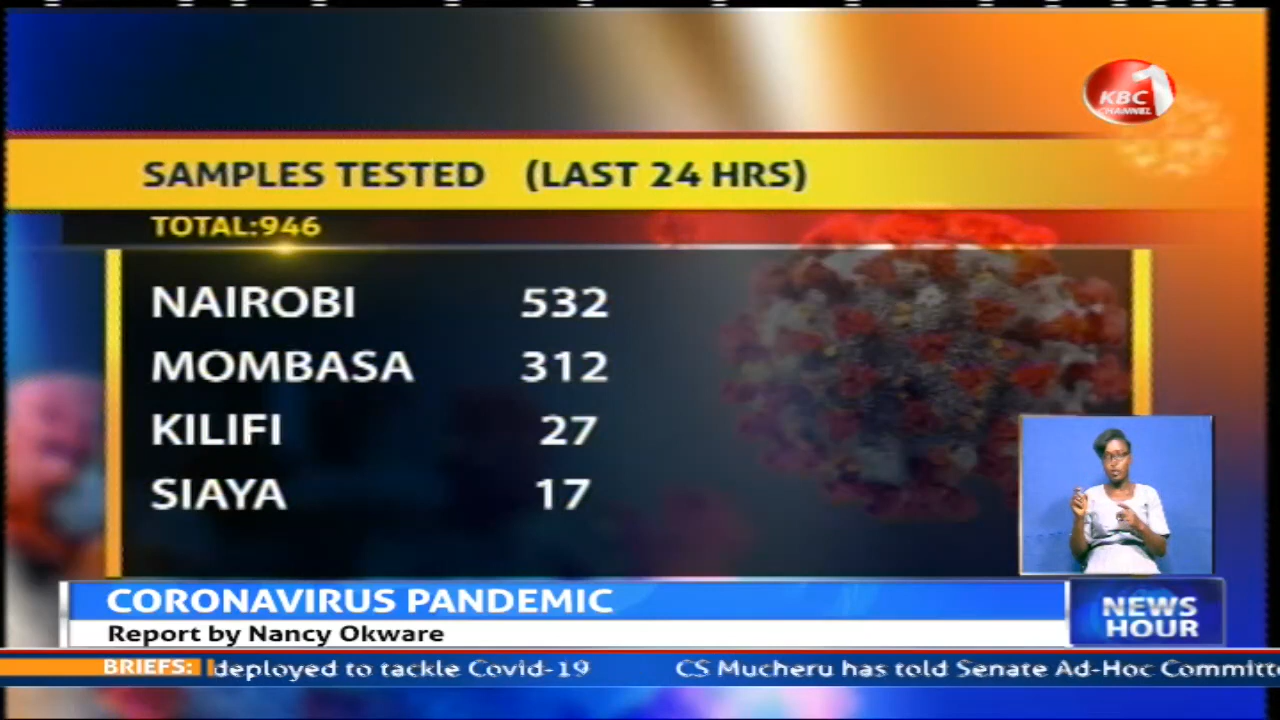 KBC 1
CHANNEL
SAMPLES TESTED (LAST 24 HRS)
TOTAL:946
NAIROBI 532
MOMBASA 312
KILIFI 27
SIAYA 17
CORONAVIRUS PANDEMIC
Report by Nancy Okware
NEWS
HOUR
BRIEFS: deployed to tackle Covid-19 CS Mucheru has told Senate Ad-Hoc Committe